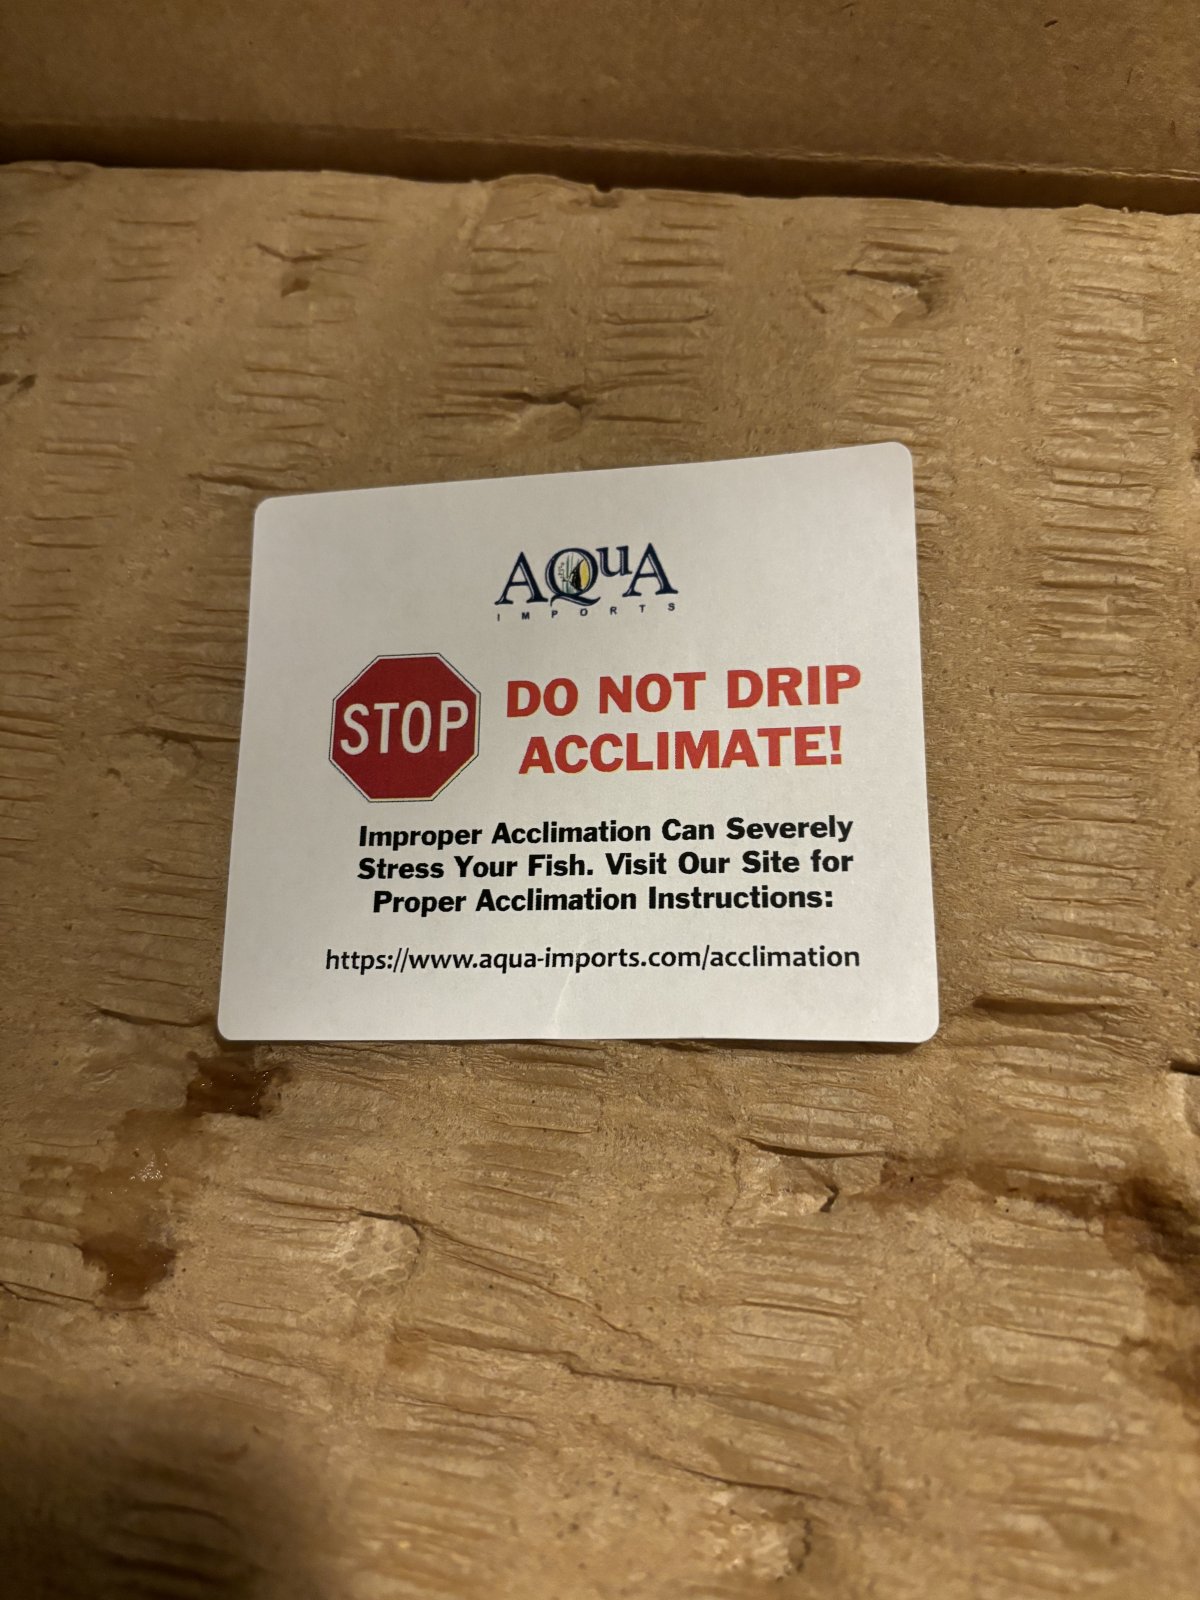 AQuA
IMPORTS
STOP
DO NOT DRIP
ACCLIMATE!
Improper Acclimation Can Severely
Stress Your Fish. Visit Our Site for
Proper Acclimation Instructions:
https://www.aqua-imports.com/acclimation